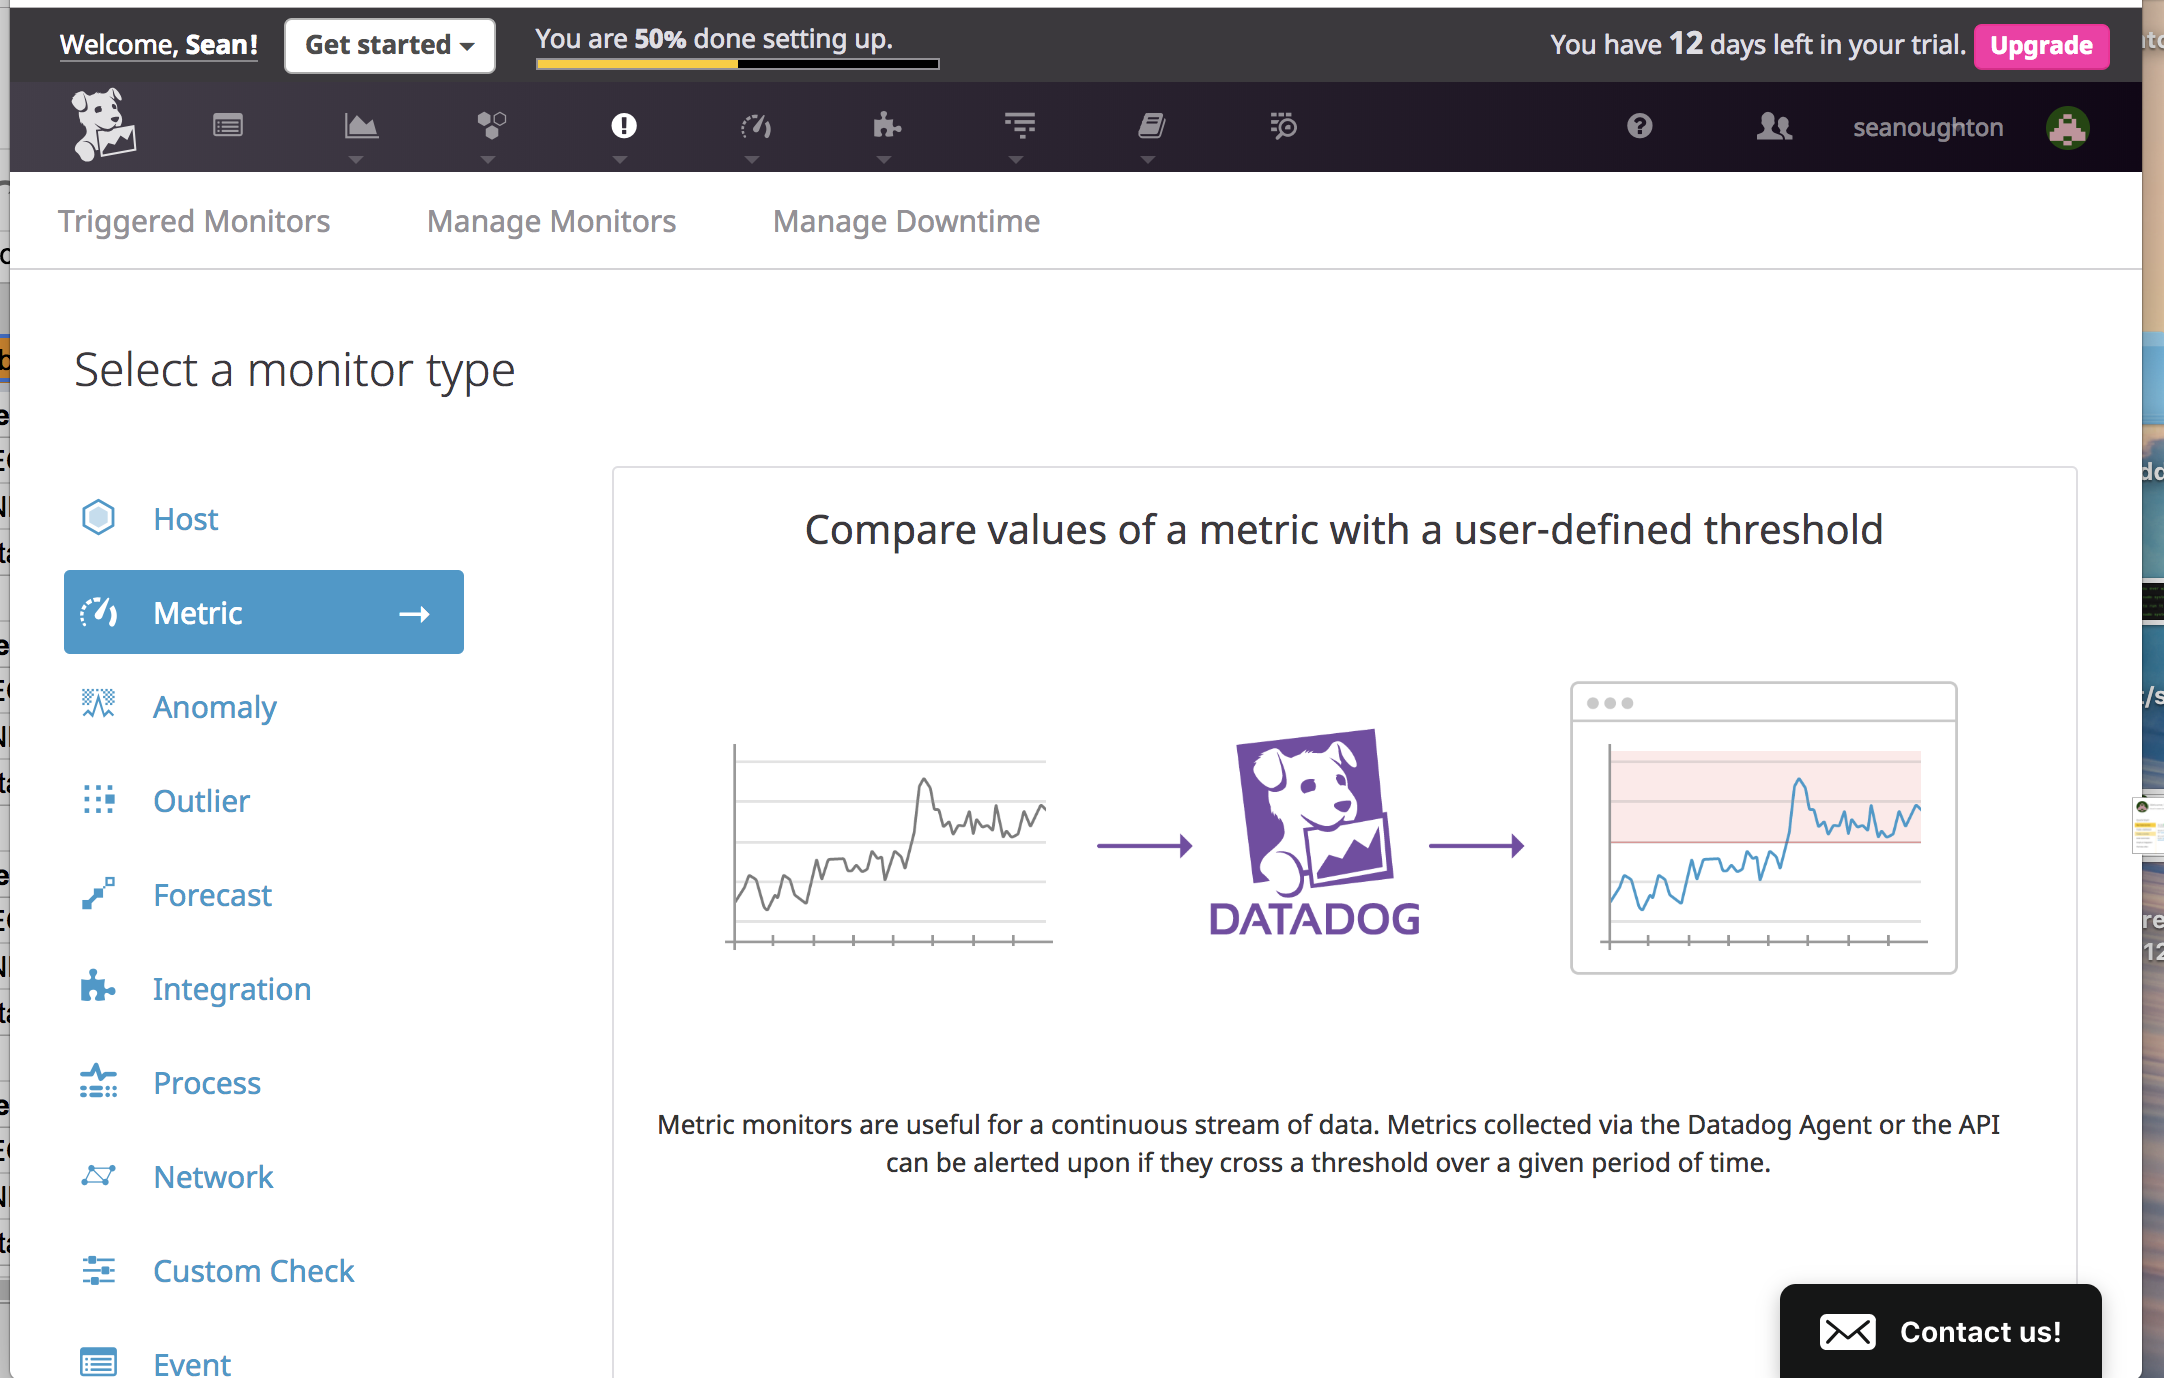 Welcome, Sean!
Get started
You are 50% done setting up.
You have 12 days left in your trial.
Upgrade
seanoughton
Triggered Monitors
Manage Monitors
Manage Downtime
Select a monitor type
Host
Metric
Anomaly
Outlier
Forecast
Integration
Process
Network
Custom Check
Event
Compare values of a metric with a user-defined threshold
DATADOG
Metric monitors are useful for a continuous stream of data. Metrics collected via the Datadog Agent or the API
can be alerted upon if they cross a threshold over a given period of time.
Contact us!